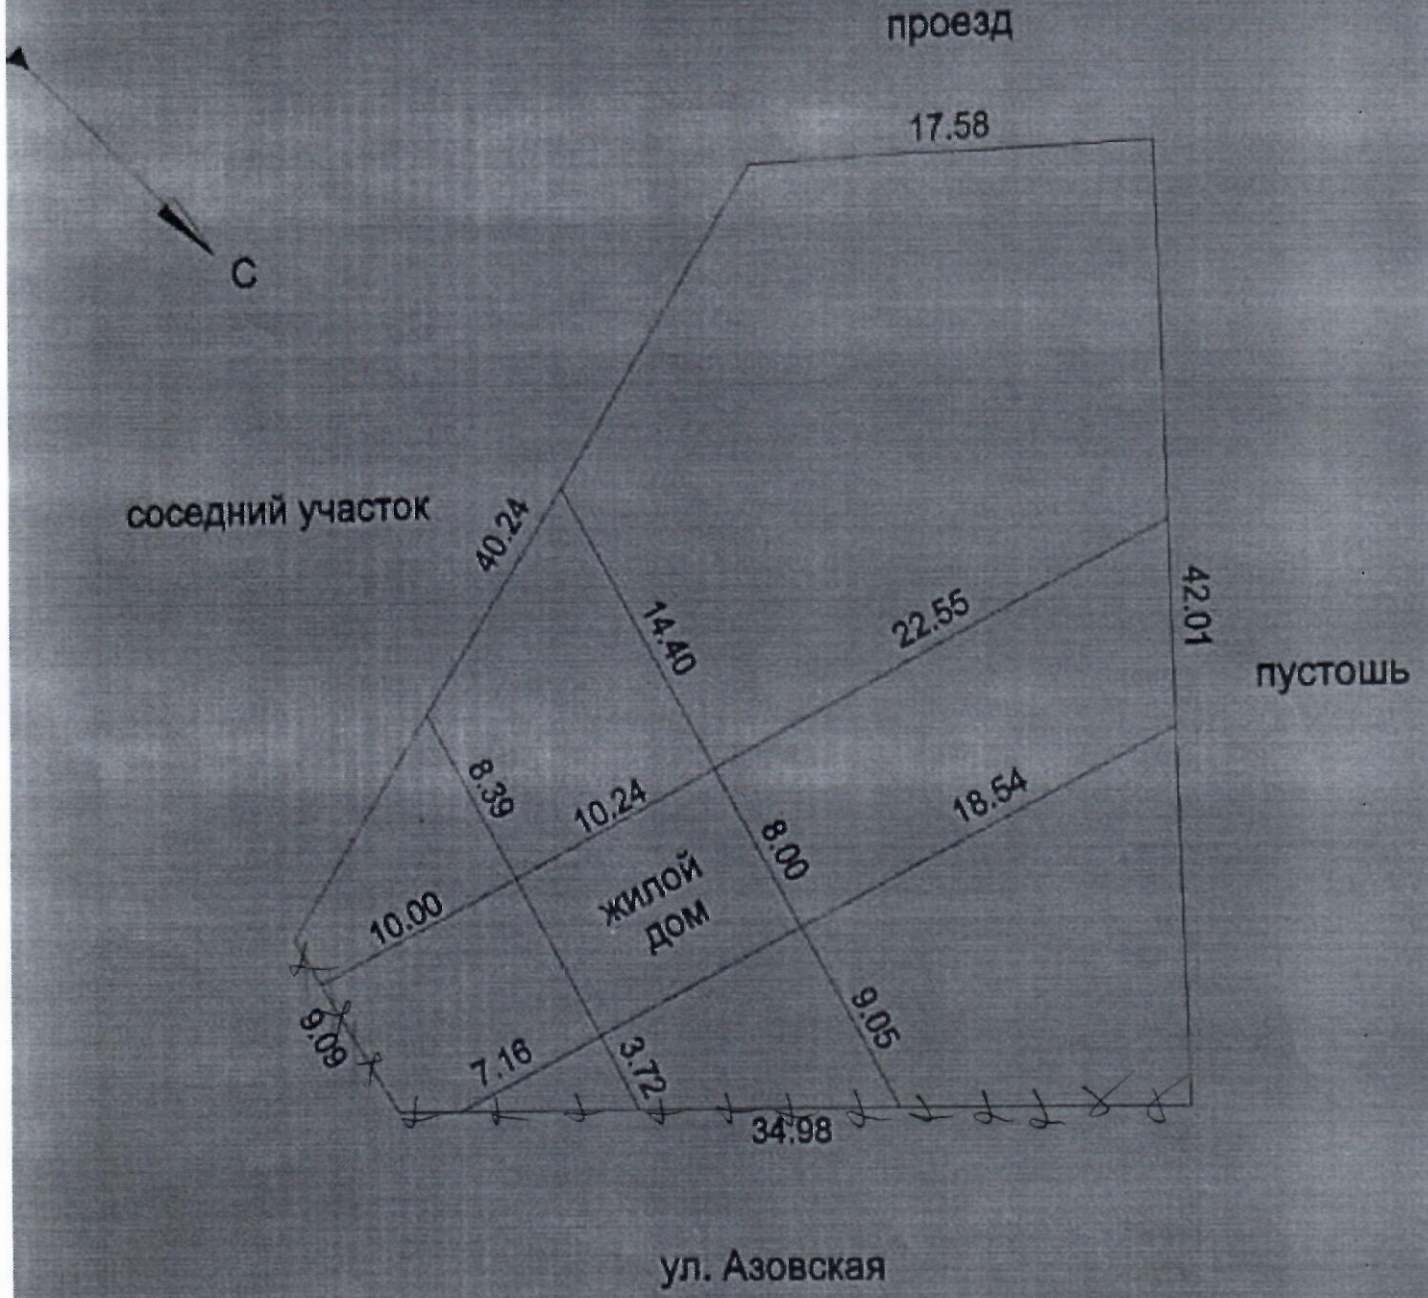 проезд
17.58
С
соседний участок
40.24
14.40
22.55
42.01
пустошь
8.39
10.24
8.00
18.54
жилой
дом
10.00
9.09
7.16
3.72
9.05
34.98
ул. Азовская